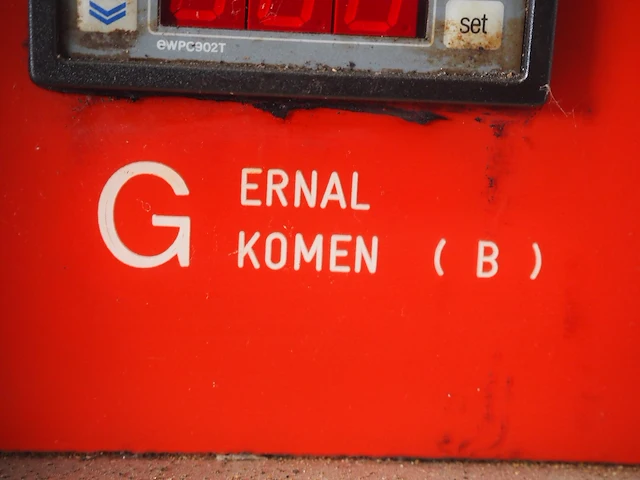 set
eWPC902T
G ERNAL
KOMEN ( B )